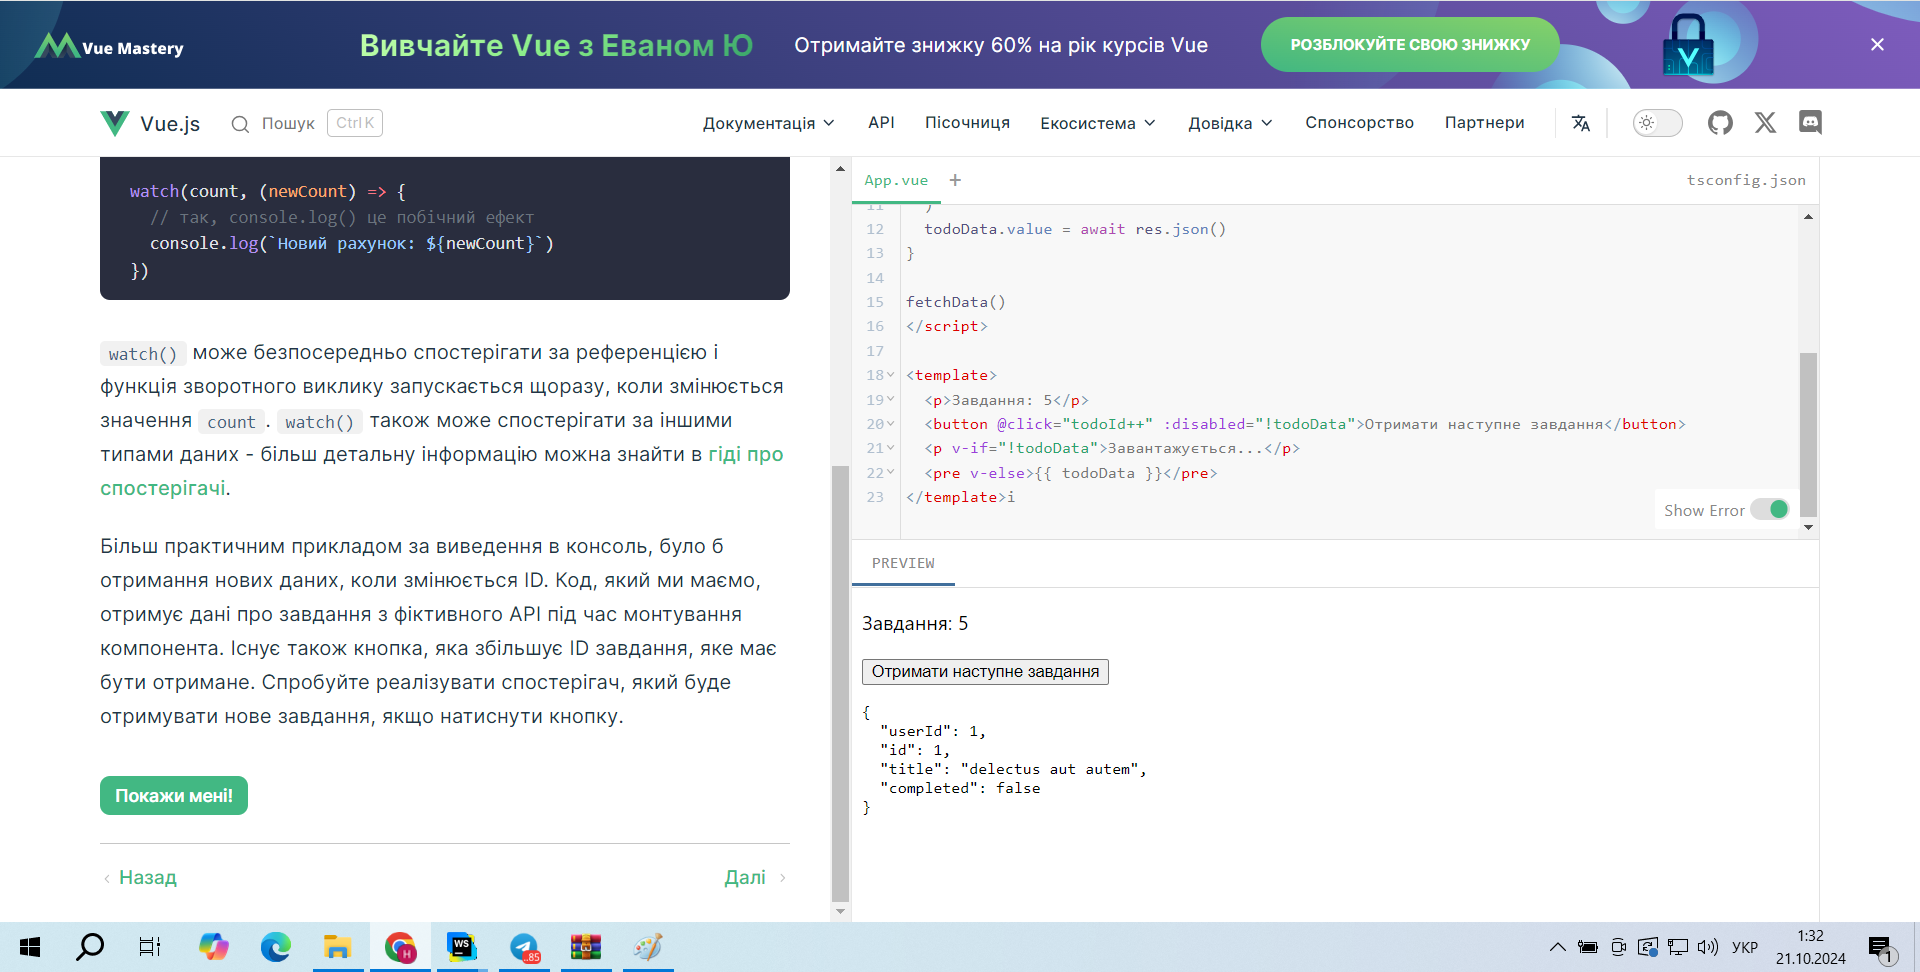 Vue Mastery
Вивчайте Vue з Еваном Ю
Отримайте знижку 60% на рік курсів Vue
РОЗБЛОКУЙТЕ СВОЮ ЗНИЖКУ
Vue.js
Пошук
Ctrl K
Документація
API
Пісочниця
Екосистема
Довідка
Спонсорство
Партнери
watch(count, (newCount) => {
// так, console.log() це побічний ефект
console.log(`Новий рахунок: ${newCount}`)
})
watch() може безпосередньо спостерігати за референцією і
функція зворотного виклику запускається щоразу, коли змінюється
значення count. watch() також може спостерігати за іншими
типами даних - більш детальну інформацію можна знайти в гіді про
спостерігачі.
Більш практичним прикладом за виведення в консоль, було б
отримання нових даних, коли змінюється ID. Код, який ми маємо,
отримує дані про завдання з фіктивного API під час монтування
компонента. Існує також кнопка, яка збільшує ID завдання, яке має
бути отримане. Спробуйте реалізувати спостерігач, який буде
отримувати нове завдання, якщо натиснути кнопку.
Покажи мені!
Назад
Далі
App.vue +
tsconfig.json
11 )
12 todoData.value = await res.json()
13 }
14
15 fetchData()
16 </script>
17
18 <template>
19 <p>Завдання: 5</p>
20 <button @click="todoId++" :disabled="!todoData">Отримати наступне завдання</button>
21 <p v-if="!todoData">Завантажується...</p>
22 <pre v-else>{{ todoData }}</pre>
23 </template>i
Show Error
PREVIEW
Завдання: 5
Отримати наступне завдання
{
"userId": 1,
"id": 1,
"title": "delectus aut autem",
"completed": false
}
WS
H
..85
УКР
1:32
21.10.2024
1